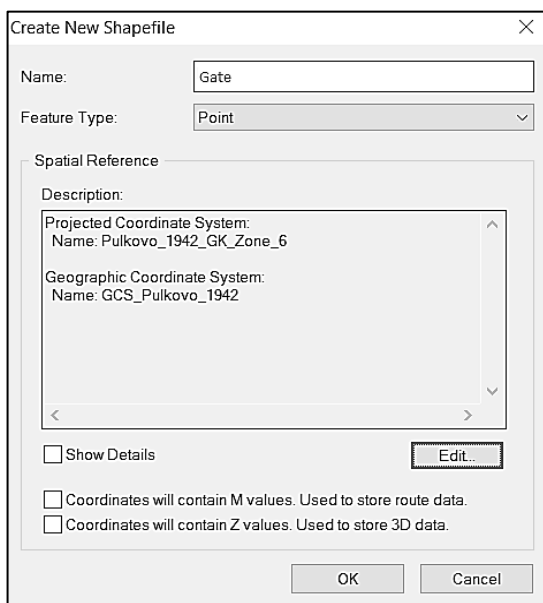 Create New Shapefile
Name: Gate
Feature Type: Point
Spatial Reference
Description:
Projected Coordinate System:
Name: Pulkovo_1942_GK_Zone_6
Geographic Coordinate System:
Name: GCS_Pulkovo_1942
Show Details
Edit...
Coordinates will contain M values. Used to store route data.
Coordinates will contain Z values. Used to store 3D data.
OK Cancel